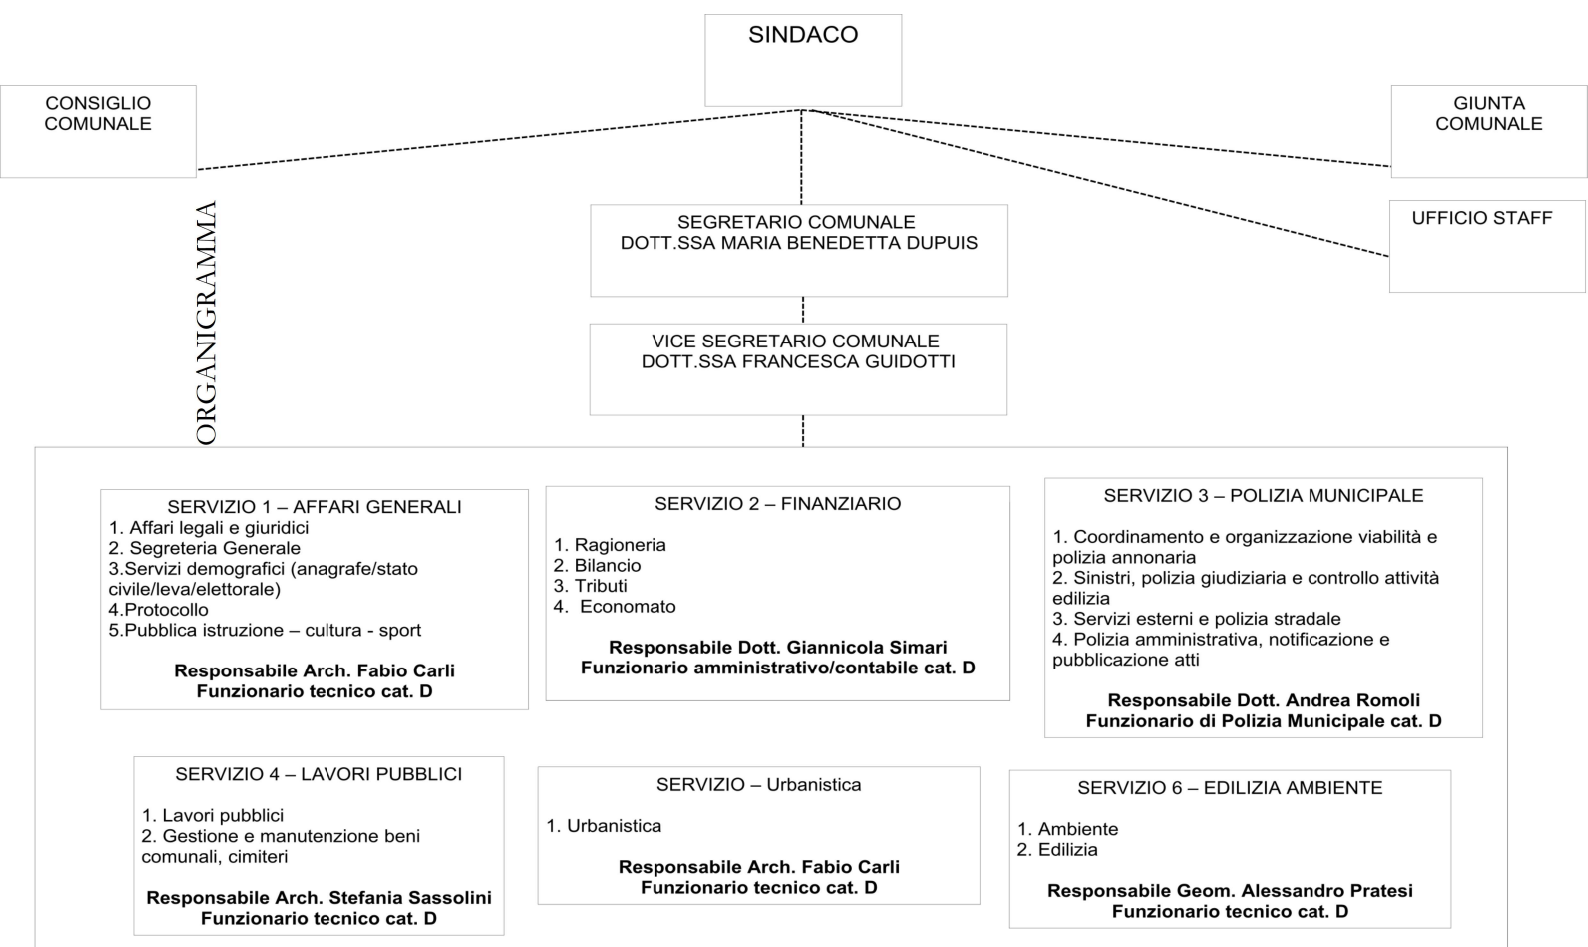 SINDACO
CONSIGLIO
COMUNALE
GIUNTA
COMUNALE
UFFICIO STAFF
SEGRETARIO COMUNALE
DOTT.SSA MARIA BENEDETTA DUPUIS
ORGANIGRAMMA
VICE SEGRETARIO COMUNALE
DOTT.SSA FRANCESCA GUIDOTTI
SERVIZIO 1 – AFFARI GENERALI
1. Affari legali e giuridici
2. Segreteria Generale
3.Servizi demografici (anagrafe/stato
civile/leva/elettorale)
4.Protocollo
5.Pubblica istruzione – cultura - sport
Responsabile Arch. Fabio Carli
Funzionario tecnico cat. D
SERVIZIO 2 – FINANZIARIO
1. Ragioneria
2. Bilancio
3. Tributi
4. Economato
Responsabile Dott. Giannicola Simari
Funzionario amministrativo/contabile cat. D
SERVIZIO 3 – POLIZIA MUNICIPALE
1. Coordinamento e organizzazione viabilità e
polizia annonaria
2. Sinistri, polizia giudiziaria e controllo attività
edilizia
3. Servizi esterni e polizia stradale
4. Polizia amministrativa, notificazione e
pubblicazione atti
Responsabile Dott. Andrea Romoli
Funzionario di Polizia Municipale cat. D
SERVIZIO 4 – LAVORI PUBBLICI
1. Lavori pubblici
2. Gestione e manutenzione beni
comunali, cimiteri
Responsabile Arch. Stefania Sassolini
Funzionario tecnico cat. D
SERVIZIO – Urbanistica
1. Urbanistica
Responsabile Arch. Fabio Carli
Funzionario tecnico cat. D
SERVIZIO 6 – EDILIZIA AMBIENTE
1. Ambiente
2. Edilizia
Responsabile Geom. Alessandro Pratesi
Funzionario tecnico cat. D